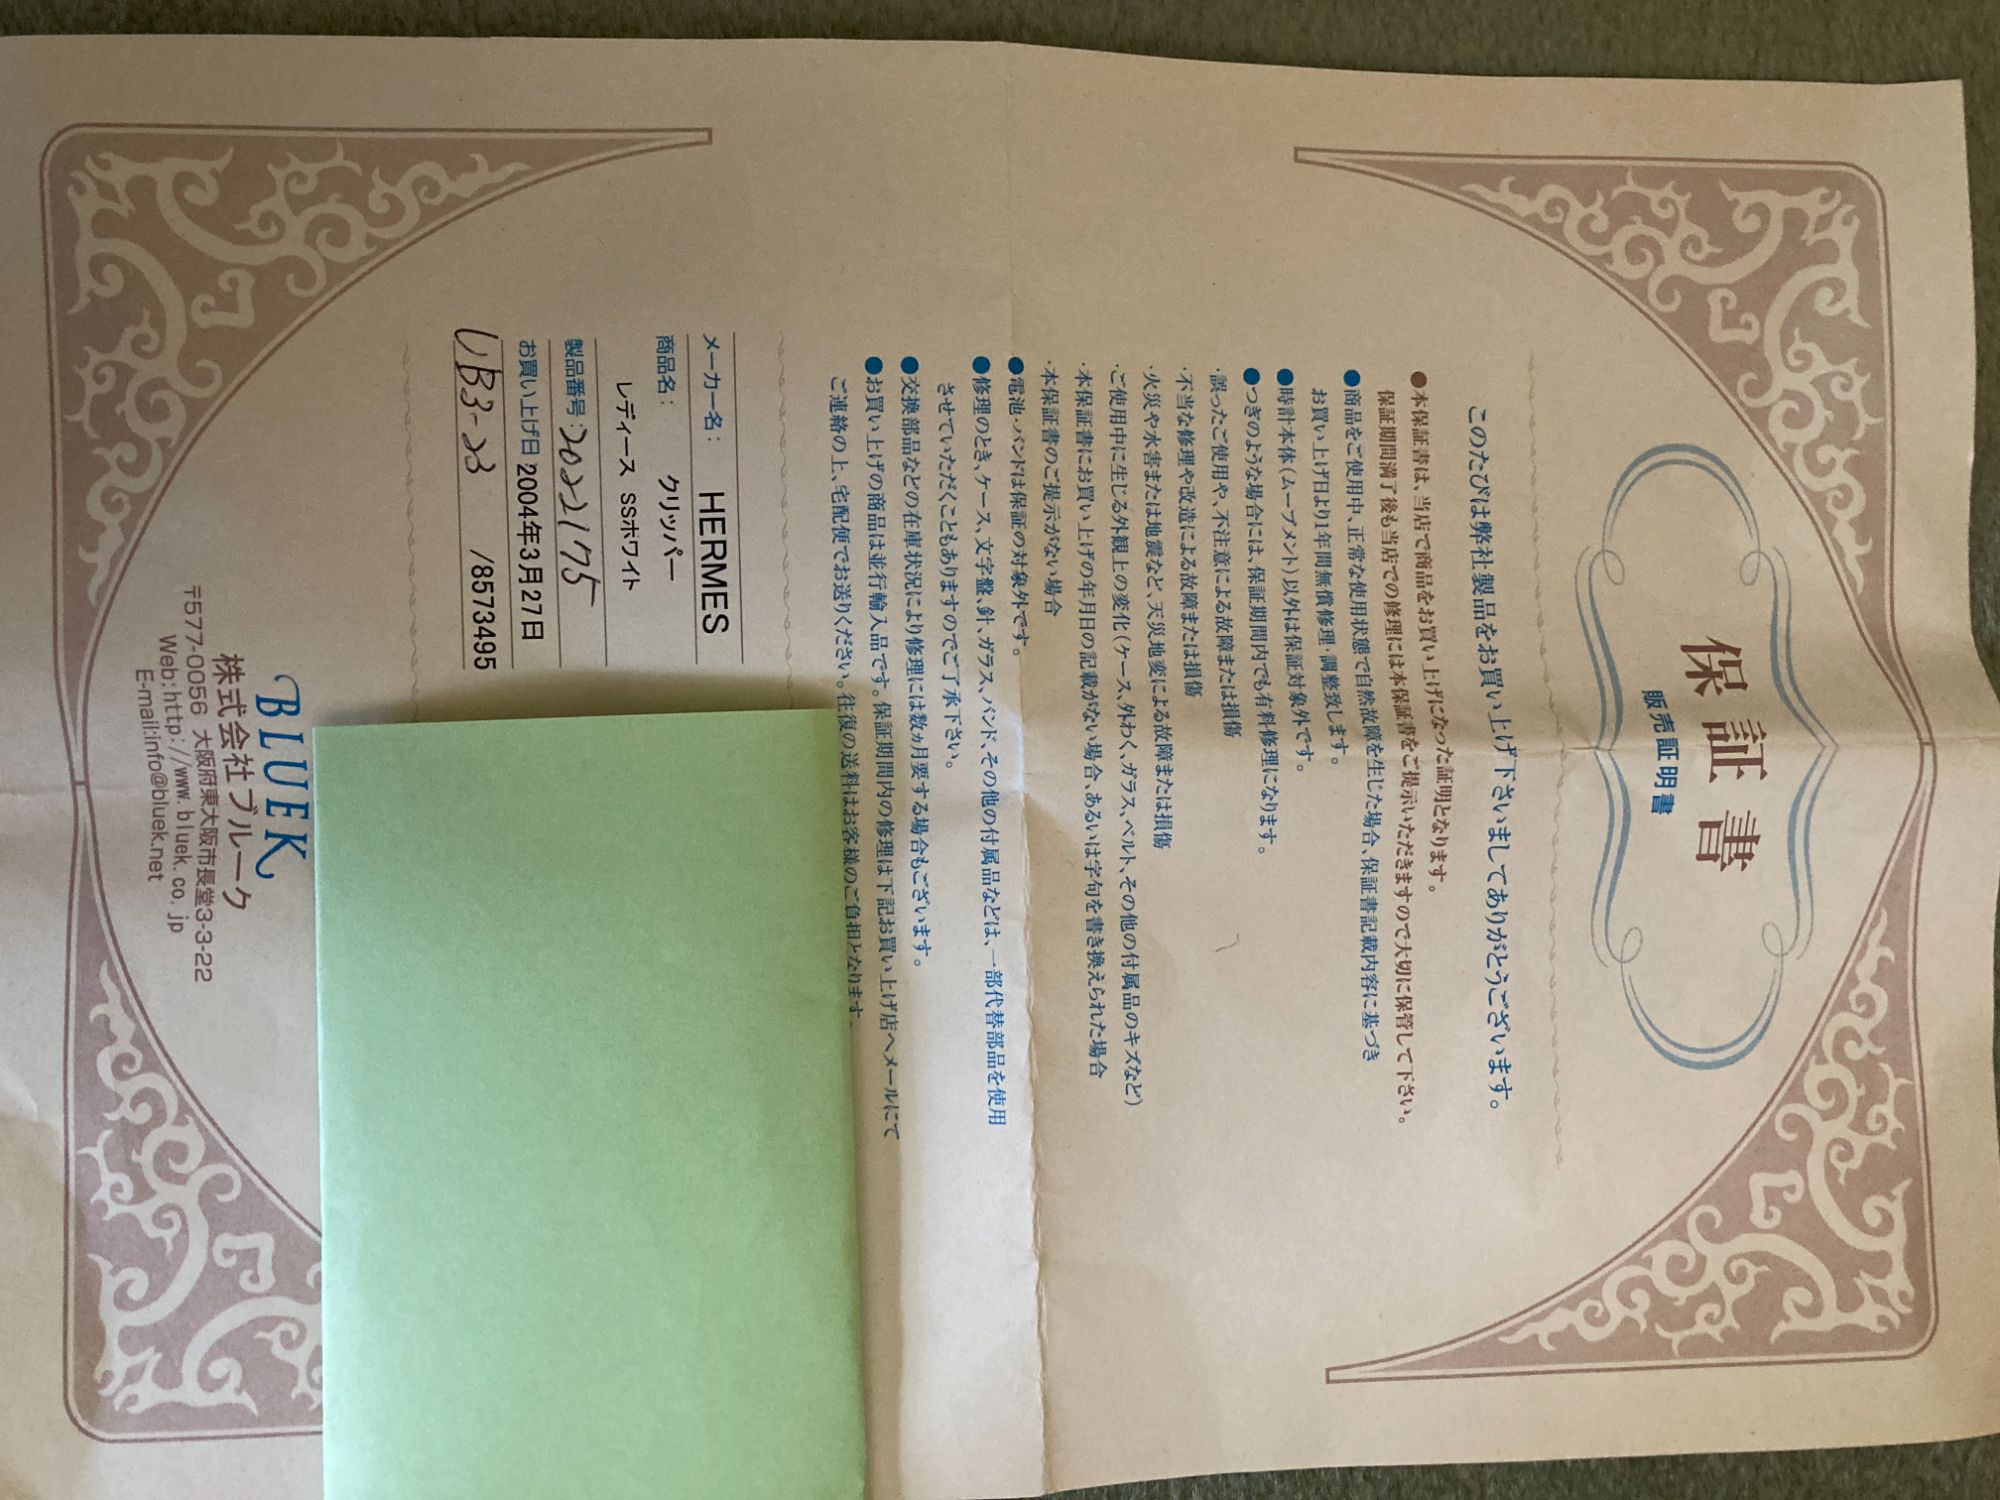 保証書
販売証明書
このたびは弊社製品をお買い上げ下さいましてありがとうございます。
●本保証書は、当店で商品をお買い上げになった証明となります。
保証期間満了後も当店での修理には本保証書をご提示いただきますので大切に保管して下さい。
●商品をご使用中、正常な使用状態で自然故障を生じた場合、保証書記載内容に基づき
お買い上げ日より1年間無償修理・調整致します。
●時計本体(ムーブメント)以外は保証対象外です。
●つぎのような場合には、保証期間内でも有料修理になります。
・誤ったご使用や、不注意による故障または損傷
・不当な修理や改造による故障または損傷
・火災や水害または地震など、天災地変による故障または損傷
・ご使用中に生じる外観上の変化(ケース、外わく、ガラス、ベルト、その他の付属品のキズなど)
・本保証書にお買い上げの年月日の記載がない場合、あるいは字句を書き換えられた場合
・本保証書のご提示がない場合
●電池・バンドは保証の対象外です。
●修理のとき、ケース、文字盤、針、ガラス、バンド、その他の付属品などは、一部代替部品を使用
させていただくこともありますのでご了承下さい。
●交換部品などの在庫状況により修理には数ヵ月要する場合もございます。
●お買い上げの商品は並行輸入品です。保証期間内の修理は下記お買い上げ店へメールにて
ご連絡の上、宅配便でお送りください。往復の送料はお客様のご負担となります。
メーカー名: HERMES
商品名: クリッパー
レディース SSホワイト
製品番号:2022175
お買い上げ日 2004年3月27日
UB3-23 /8573495
BLUEK
株式会社ブルーク
〒577-0056 大阪府東大阪市長堂3-3-22
Web:http://www.bluek.co.jp
E-mail:info@bluek.net